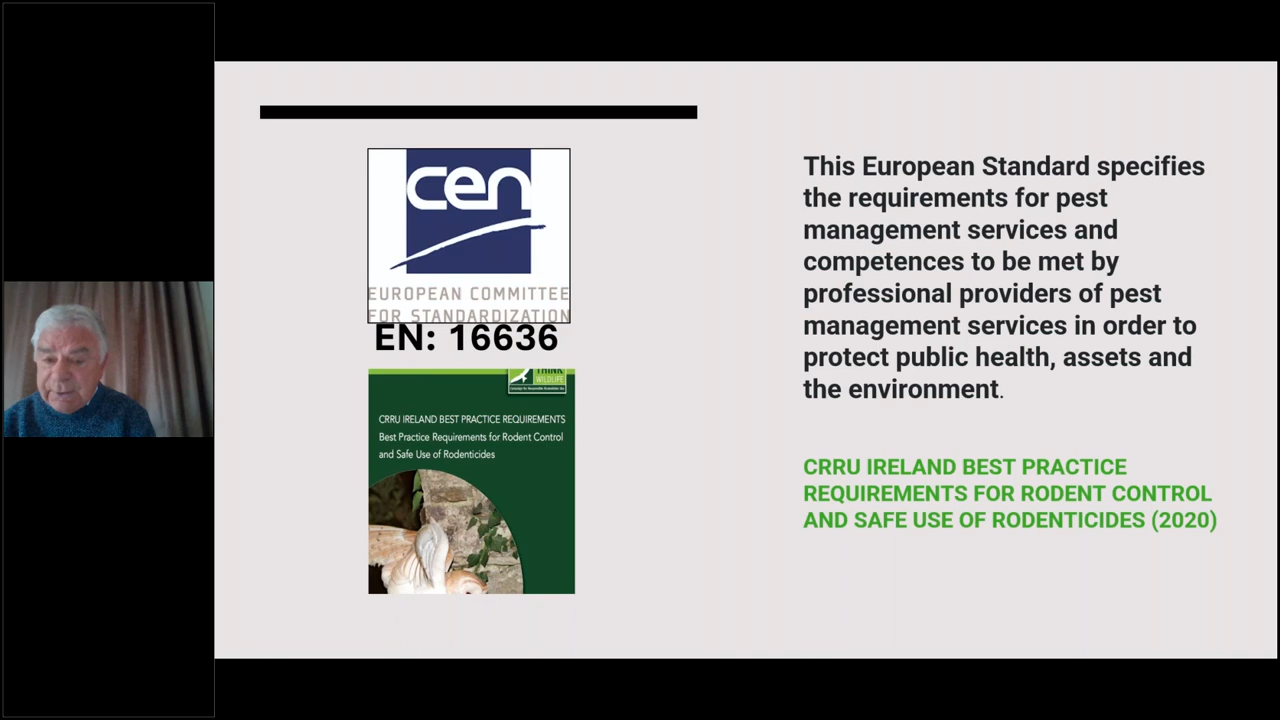 cen
EUROPEAN COMMITTEE
FOR STANDARDIZATION
EN: 16636
THINK
WILDLIFE
CRRU IRELAND BEST PRACTICE REQUIREMENTS
Best Practice Requirements for Rodent Control
and Safe Use of Rodenticides
This European Standard specifies
the requirements for pest
management services and
competences to be met by
professional providers of pest
management services in order to
protect public health, assets and
the environment.
CRRU IRELAND BEST PRACTICE
REQUIREMENTS FOR RODENT CONTROL
AND SAFE USE OF RODENTICIDES (2020)